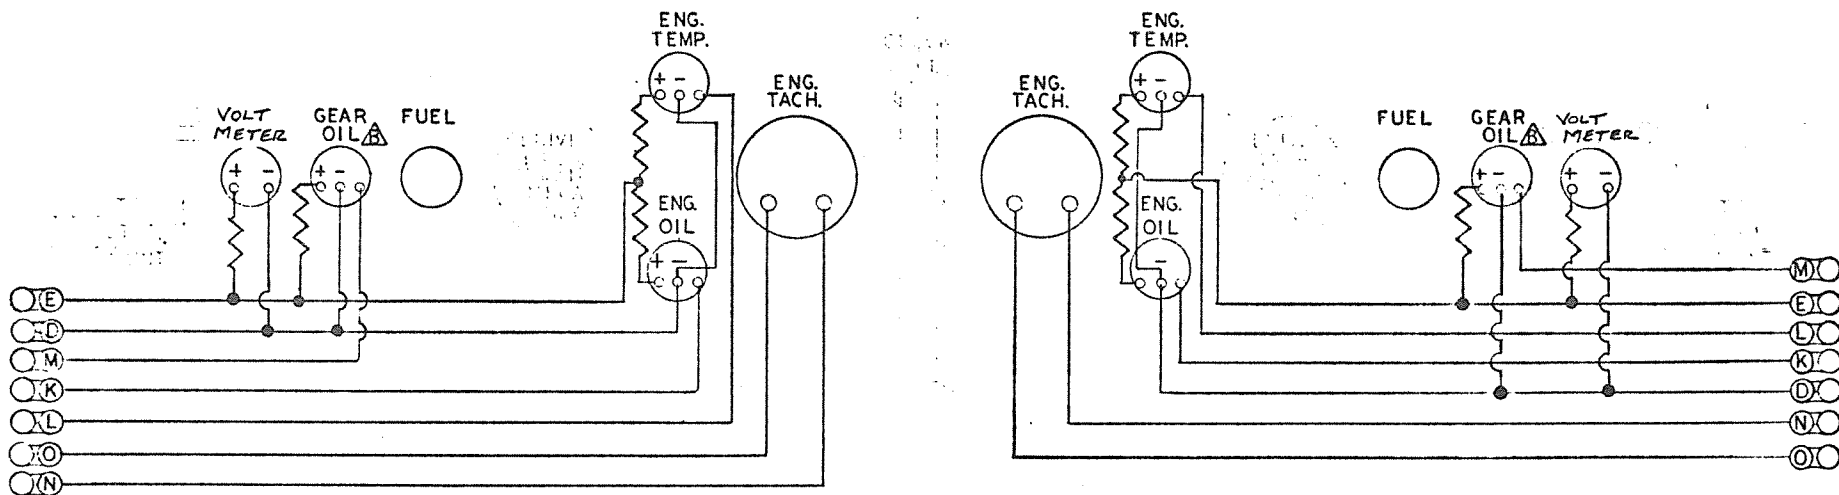 ENG.
TEMP.
+ -
ENG.
TACH.
VOLT
METER
+ -
GEAR
OIL B
+ -
FUEL
ENG.
OIL
+ -
E
D
M
K
L
O
N
ENG.
TEMP.
+ -
ENG.
TACH.
FUEL
GEAR
OIL B
+ -
VOLT
METER
+ -
ENG.
OIL
-
M
E
L
K
D
N
O